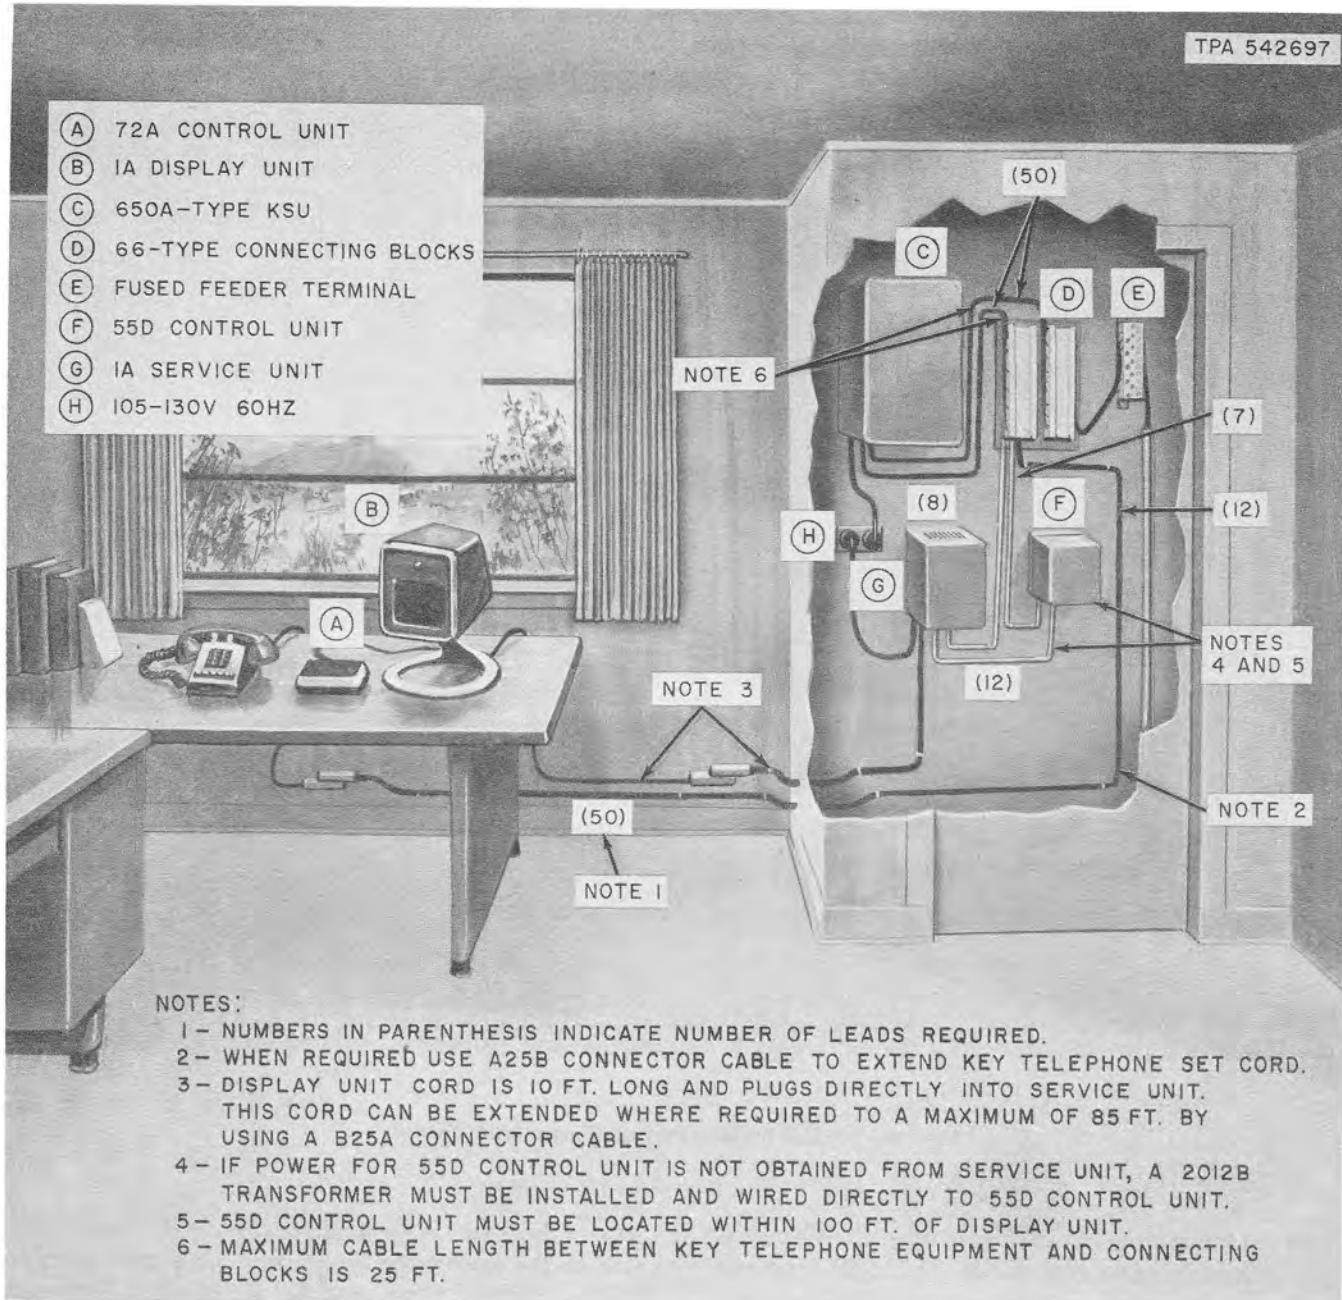 TPA 542697
(A) 72A CONTROL UNIT
(B) 1A DISPLAY UNIT
(C) 650A-TYPE KSU
(D) 66-TYPE CONNECTING BLOCKS
(E) FUSED FEEDER TERMINAL
(F) 55D CONTROL UNIT
(G) 1A SERVICE UNIT
(H) 105-130V 60HZ
(50)
C
D
E
NOTE 6
(7)
B
(8)
F
(12)
H
G
A
NOTES
4 AND 5
(12)
NOTE 3
NOTE 2
(50)
NOTE 1
NOTES:
1 - NUMBERS IN PARENTHESIS INDICATE NUMBER OF LEADS REQUIRED.
2 - WHEN REQUIRED USE A25B CONNECTOR CABLE TO EXTEND KEY TELEPHONE SET CORD.
3 - DISPLAY UNIT CORD IS 10 FT. LONG AND PLUGS DIRECTLY INTO SERVICE UNIT.
THIS CORD CAN BE EXTENDED WHERE REQUIRED TO A MAXIMUM OF 85 FT. BY
USING A B25A CONNECTOR CABLE.
4 - IF POWER FOR 55D CONTROL UNIT IS NOT OBTAINED FROM SERVICE UNIT, A 2012B
TRANSFORMER MUST BE INSTALLED AND WIRED DIRECTLY TO 55D CONTROL UNIT.
5 - 55D CONTROL UNIT MUST BE LOCATED WITHIN 100 FT. OF DISPLAY UNIT.
6 - MAXIMUM CABLE LENGTH BETWEEN KEY TELEPHONE EQUIPMENT AND CONNECTING
BLOCKS IS 25 FT.